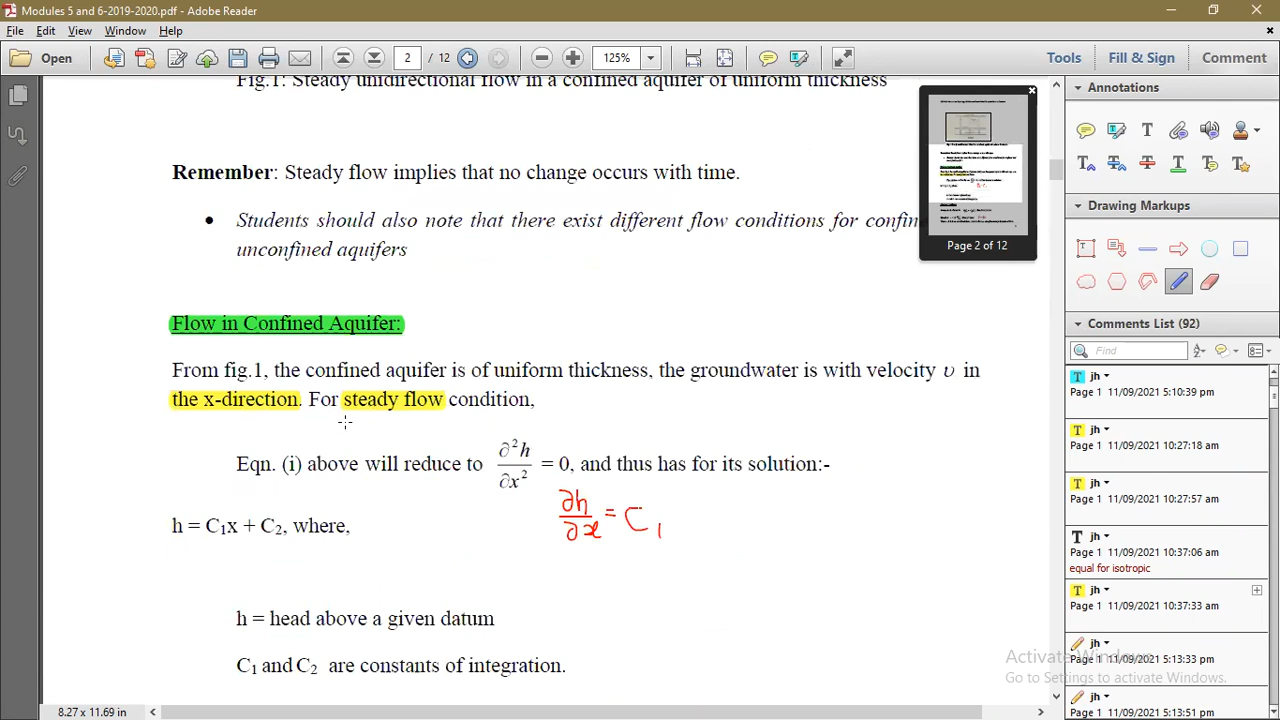 Modules 5 and 6-2019-2020.pdf - Adobe Reader
File Edit View Window Help
Open 2 / 12 125% Tools Fill & Sign Comment
Fig.1: Steady unidirectional flow in a confined aquifer of uniform thickness
Remember: Steady flow implies that no change occurs with time.
• Students should also note that there exist different flow conditions for
unconfined aquifers
Flow in Confined Aquifer:
From fig.1, the confined aquifer is of uniform thickness, the groundwater is with velocity υ in
the x-direction. For steady flow condition,
Eqn. (i) above will reduce to ∂²h/∂x² = 0, and thus has for its solution:-
∂h/∂x = C₁
h = C₁x + C₂, where,
h = head above a given datum
C₁ and C₂ are constants of integration.
8.27 x 11.69 in
Page 2 of 12
Annotations
Drawing Markups
Comments List (92)
Find
jh
Page 1 11/09/2021 5:10:39 pm
jh
Page 1 11/09/2021 10:27:18 am
jh
Page 1 11/09/2021 10:27:57 am
jh
Page 1 11/09/2021 10:37:06 am
equal for isotropic
jh
Page 1 11/09/2021 10:37:33 am
jh
Page 1 11/09/2021 5:13:33 pm
jh
Page 1 11/09/2021 5:13:51 pm
Activate Windows
Go to Settings to activate Windows.